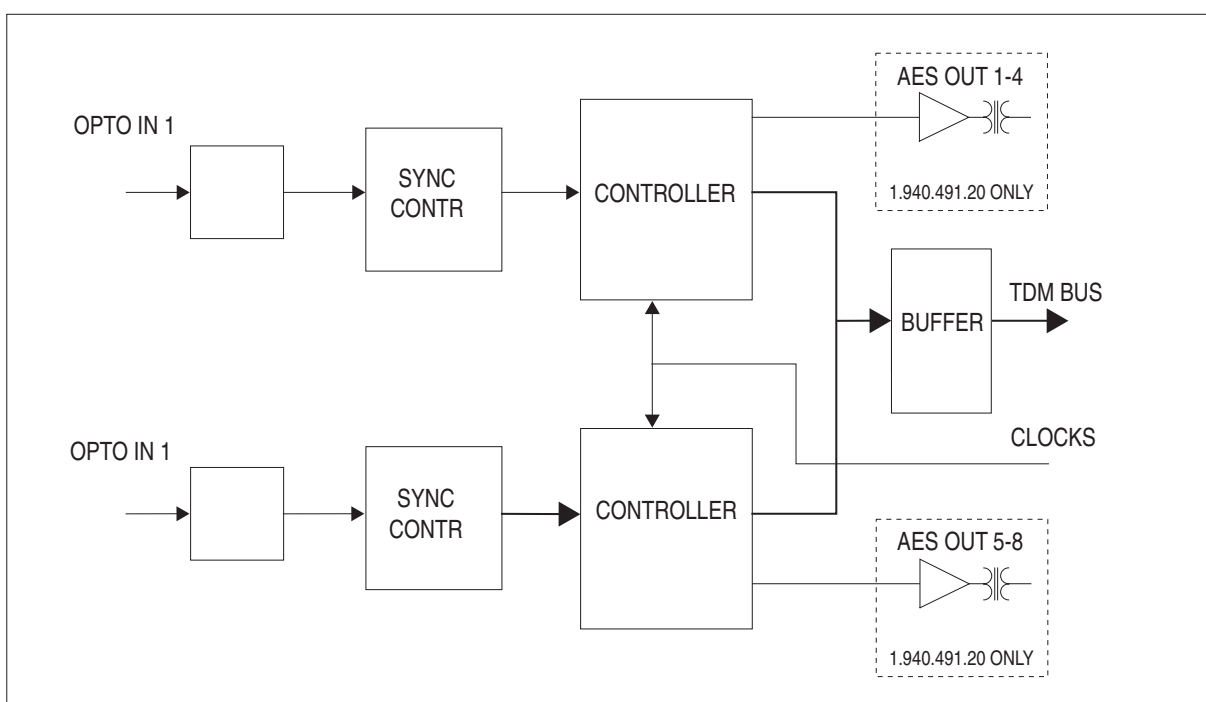 AES OUT 1-4
OPTO IN 1
SYNC
CONTR
CONTROLLER
1.940.491.20 ONLY
TDM BUS
BUFFER
CLOCKS
OPTO IN 1
SYNC
CONTR
CONTROLLER
AES OUT 5-8
1.940.491.20 ONLY